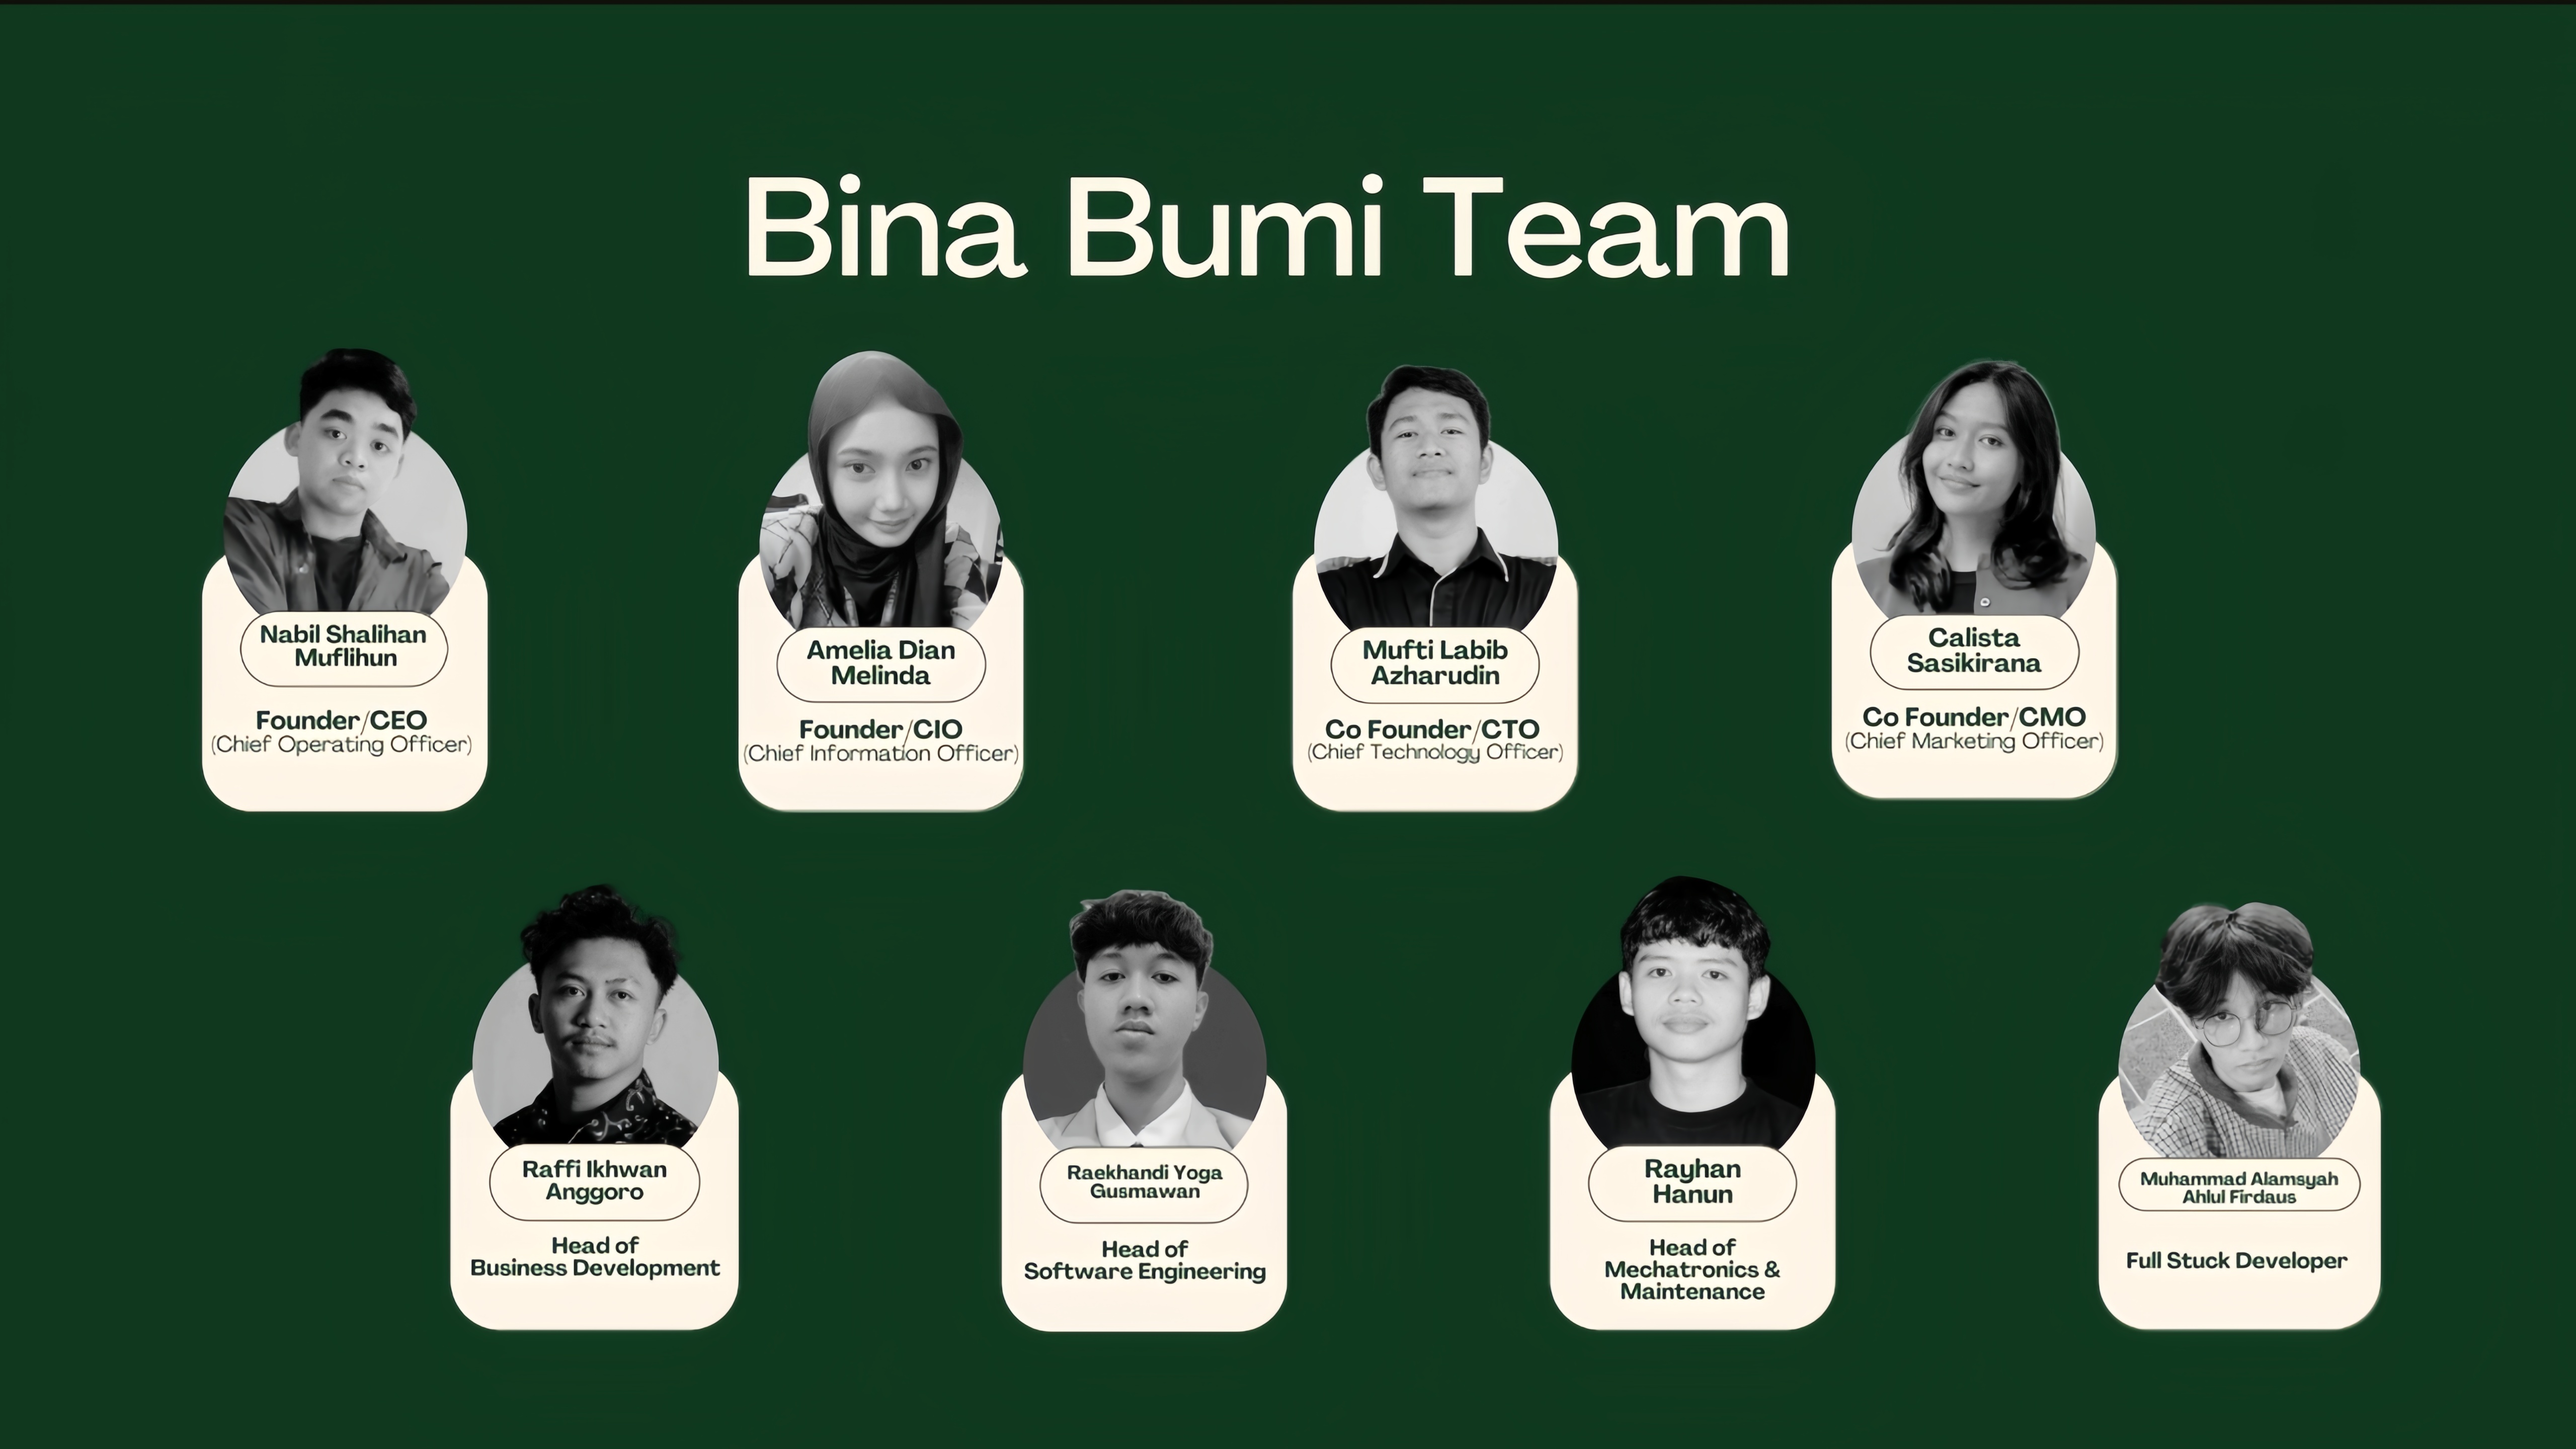 Bina Bumi Team
Nabil Shalihan
Muflihun
Founder/CEO
(Chief Operating Officer)
Amelia Dian
Melinda
Founder/CIO
(Chief Information Officer)
Mufti Labib
Azharudin
Co Founder/CTO
(Chief Technology Officer)
Calista
Sasikirana
Co Founder/CMO
(Chief Marketing Officer)
Raffi Ikhwan
Anggoro
Head of
Business Development
Raekhandi Yoga
Gusmawan
Head of
Software Engineering
Rayhan
Hanun
Head of
Mechatronics &
Maintenance
Muhammad Alamsyah
Ahlul Firdaus
Full Stuck Developer